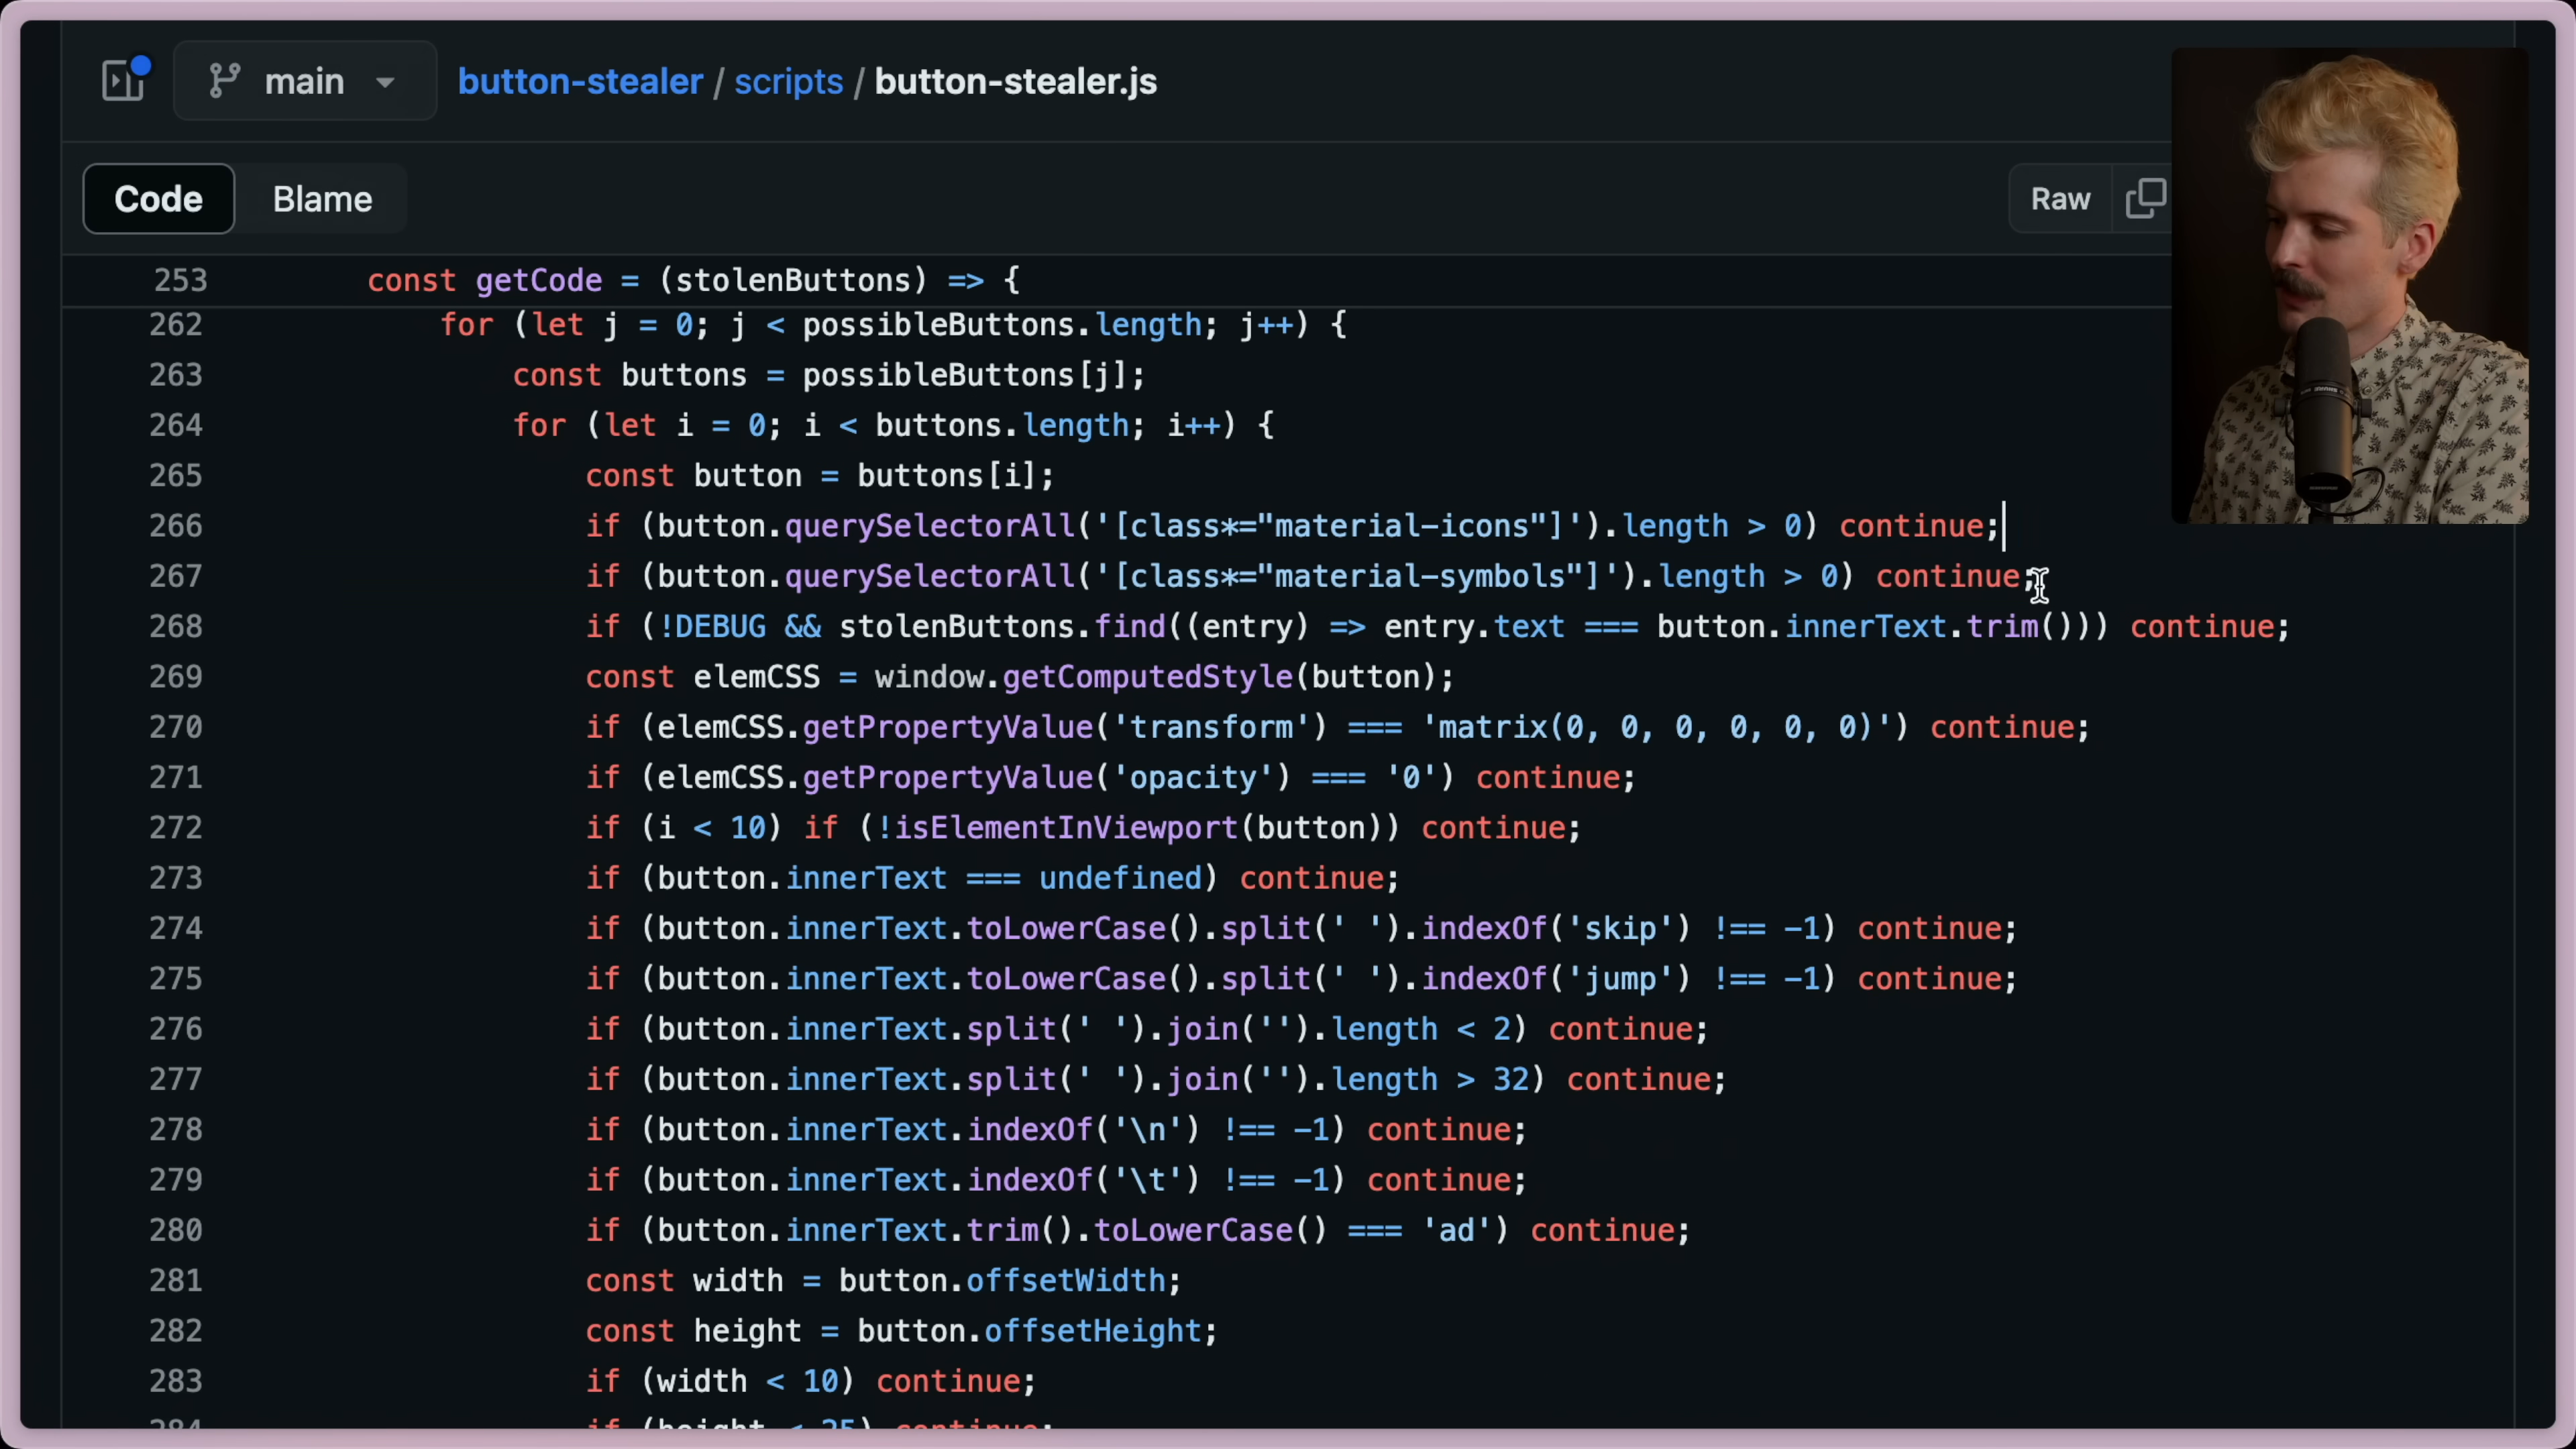 main
button-stealer / scripts / button-stealer.js
Code Blame Raw
253 const getCode = (stolenButtons) => {
262 for (let j = 0; j < possibleButtons.length; j++) {
263 const buttons = possibleButtons[j];
264 for (let i = 0; i < buttons.length; i++) {
265 const button = buttons[i];
266 if (button.querySelectorAll('[class*="material-icons"]').length > 0) continue;
267 if (button.querySelectorAll('[class*="material-symbols"]').length > 0) continue;
268 if (!DEBUG && stolenButtons.find((entry) => entry.text === button.innerText.trim())) continue;
269 const elemCSS = window.getComputedStyle(button);
270 if (elemCSS.getPropertyValue('transform') === 'matrix(0, 0, 0, 0, 0, 0)') continue;
271 if (elemCSS.getPropertyValue('opacity') === '0') continue;
272 if (i < 10) if (!isElementInViewport(button)) continue;
273 if (button.innerText === undefined) continue;
274 if (button.innerText.toLowerCase().split(' ').indexOf('skip') !== -1) continue;
275 if (button.innerText.toLowerCase().split(' ').indexOf('jump') !== -1) continue;
276 if (button.innerText.split(' ').join('').length < 2) continue;
277 if (button.innerText.split(' ').join('').length > 32) continue;
278 if (button.innerText.indexOf('\n') !== -1) continue;
279 if (button.innerText.indexOf('\t') !== -1) continue;
280 if (button.innerText.trim().toLowerCase() === 'ad') continue;
281 const width = button.offsetWidth;
282 const height = button.offsetHeight;
283 if (width < 10) continue;
284 if (height < 25) continue;